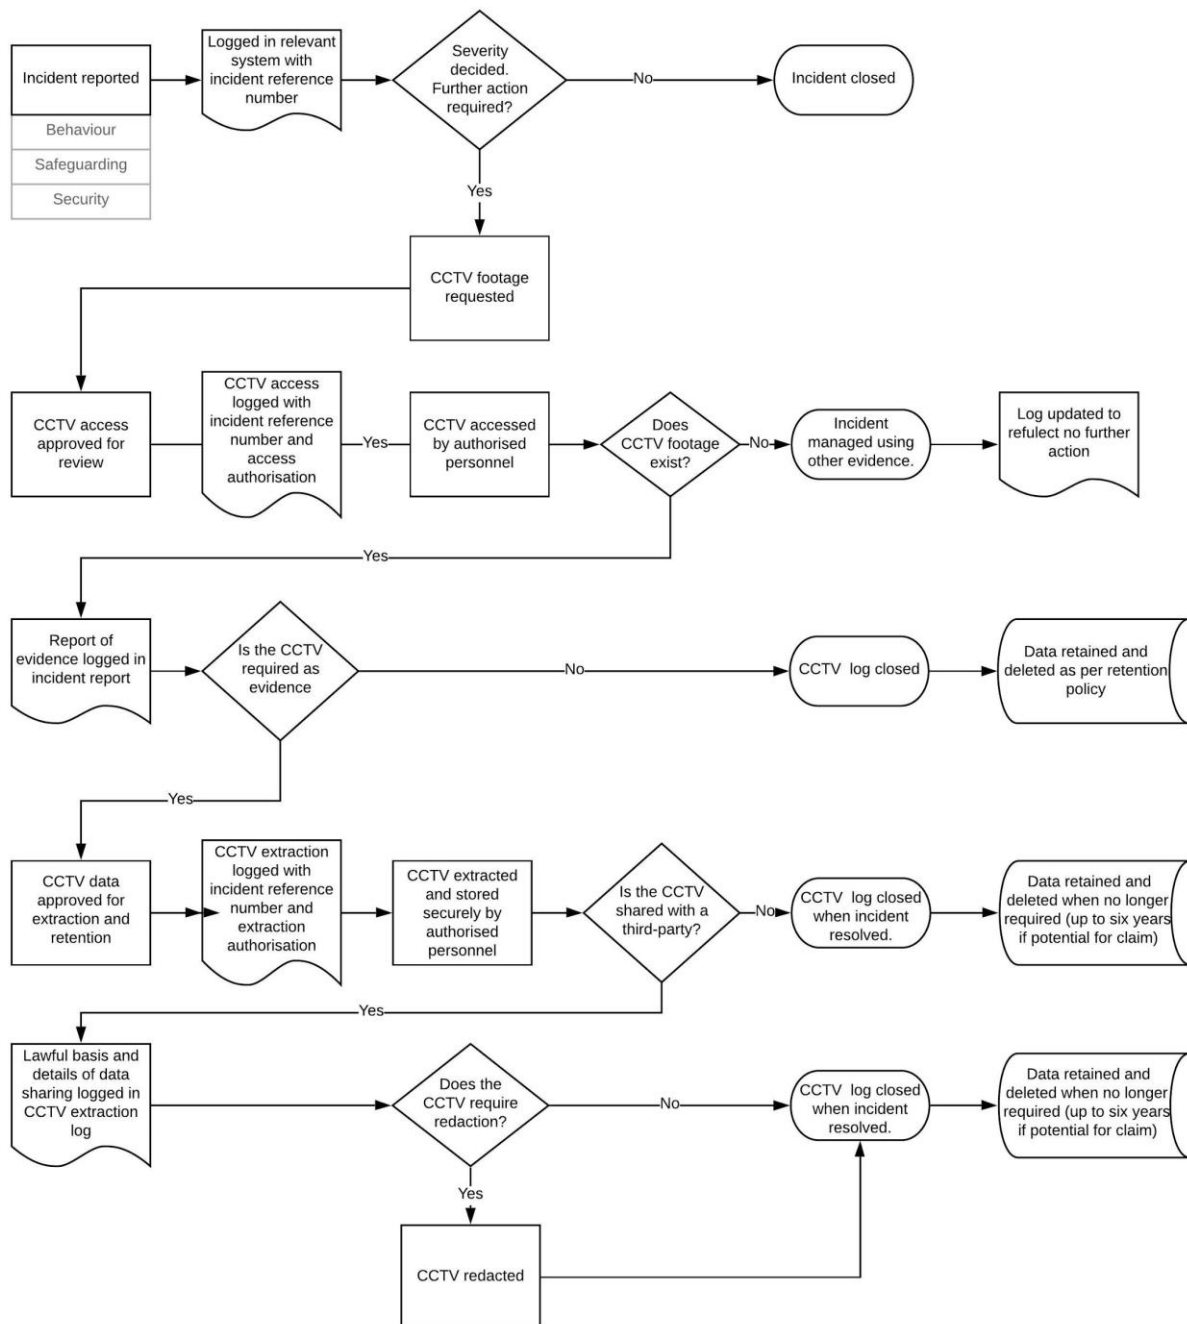 Incident reported
Behaviour
Safeguarding
Security
Logged in relevant
system with
incident reference
number
Severity
decided.
Further action
required?
No
Incident closed
Yes
CCTV footage
requested
CCTV access
approved for
review
CCTV access
logged with
incident reference
number and
access
authorisation
Yes
CCTV accessed
by authorised
personnel
Does
CCTV footage
exist?
No
Incident
managed using
other evidence.
Log updated to
refulect no further
action
Yes
Report of
evidence logged in
incident report
Is the CCTV
required as
evidence
No
CCTV log closed
Data retained and
deleted as per retention
policy
Yes
CCTV data
approved for
extraction and
retention
CCTV extraction
logged with
incident reference
number and
extraction
authorisation
CCTV extracted
and stored
securely by
authorised
personnel
Is the CCTV
shared with a
third-party?
No
CCTV log closed
when incident
resolved.
Data retained and
deleted when no longer
required (up to six years
if potential for claim)
Yes
Lawful basis and
details of data
sharing logged in
CCTV extraction
log
Does the
CCTV require
redaction?
No
CCTV log closed
when incident
resolved.
Data retained and
deleted when no longer
required (up to six years
if potential for claim)
Yes
CCTV redacted